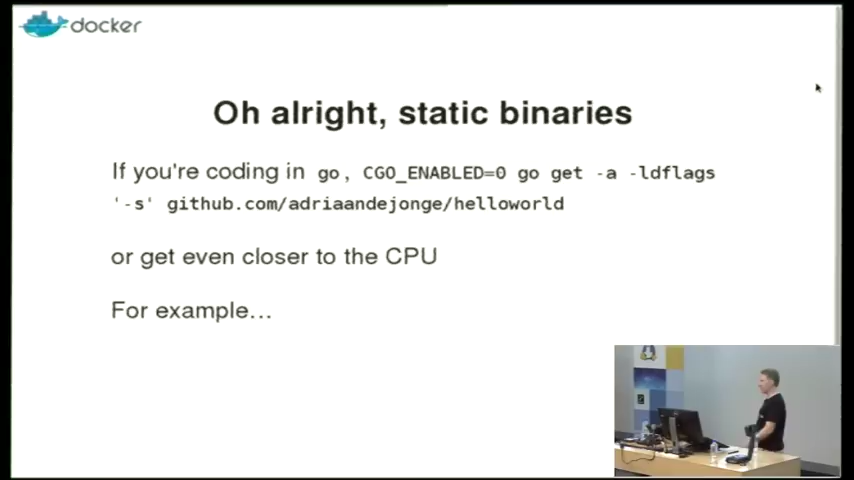 docker
Oh alright, static binaries
If you're coding in go, CGO_ENABLED=0 go get -a -ldflags
'-s' github.com/adriaandejonge/helloworld
or get even closer to the CPU
For example…